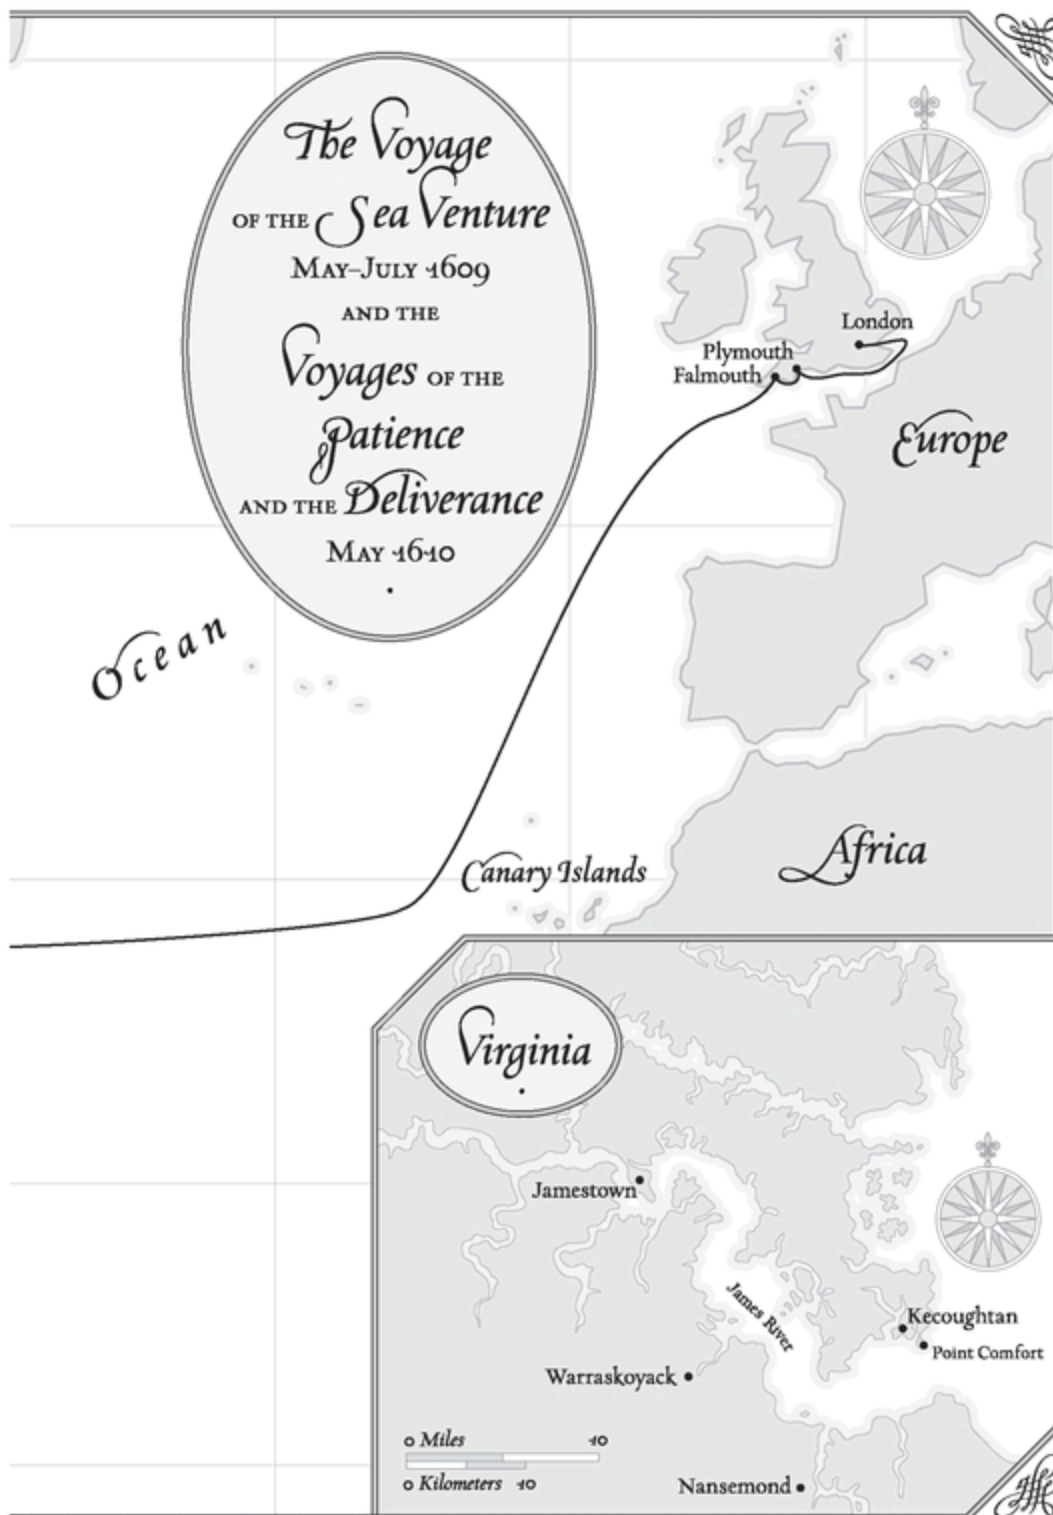 The Voyage
OF THE Sea Venture
MAY–JULY 1609
AND THE
Voyages OF THE
Patience
AND THE Deliverance
MAY 1610
London
Plymouth
Falmouth
Europe
Ocean
Canary Islands
Africa
Virginia
Jamestown
James River
Kecoughtan
Point Comfort
Warraskoyack
0 Miles 10
0 Kilometers 10
Nansemond